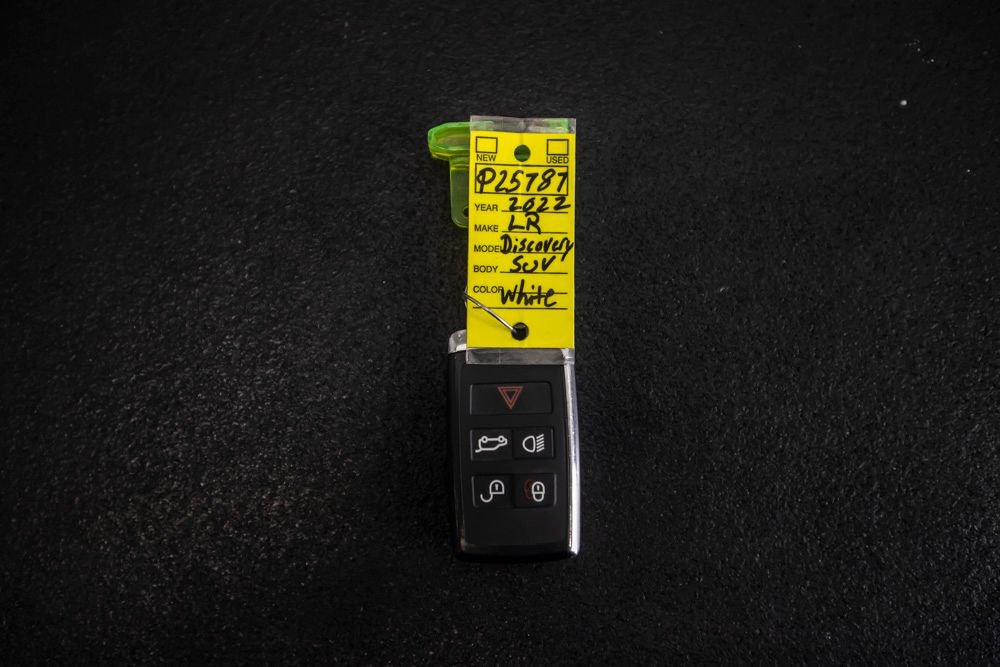 NEW USED
P25787
YEAR 2022
MAKE LR
MODEL Discovery
BODY SUV
COLOR White